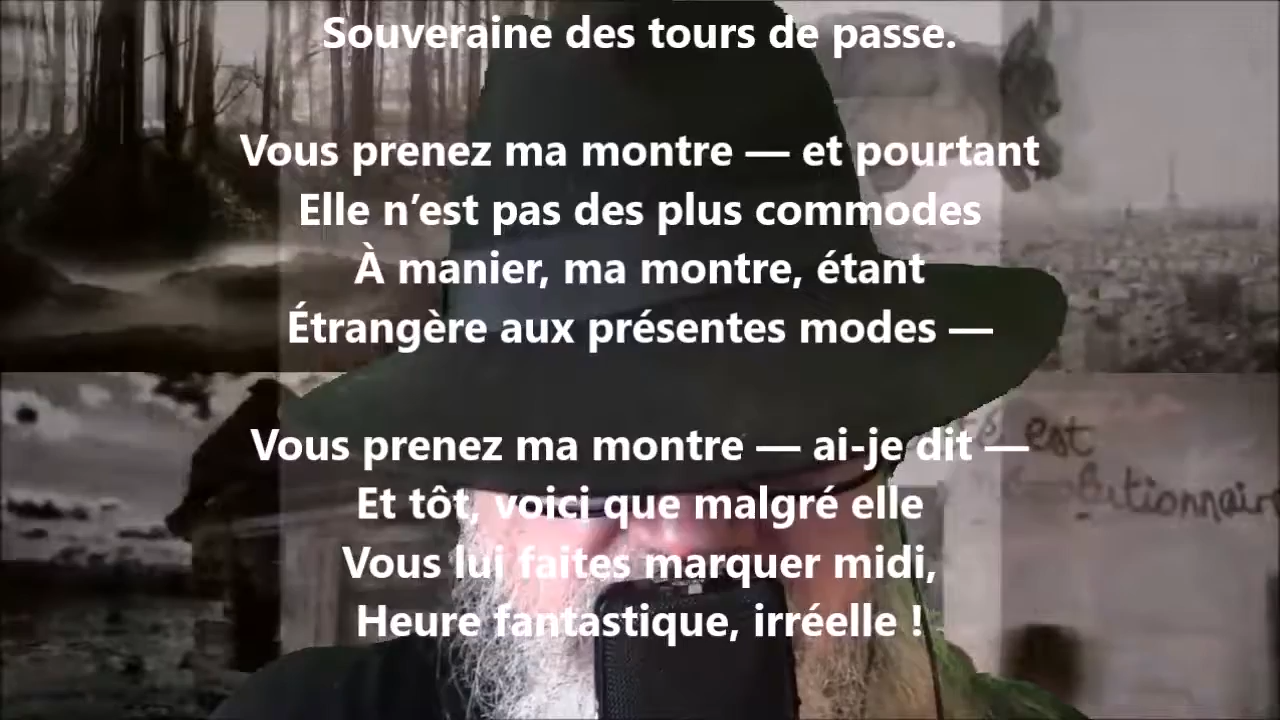 Souveraine des tours de passe.
Vous prenez ma montre — et pourtant
Elle n’est pas des plus commodes
À manier, ma montre, étant
Étrangère aux présentes modes —
Vous prenez ma montre — ai-je dit —
Et tôt, voici que malgré elle
Vous lui faites marquer midi,
Heure fantastique, irréelle !
est